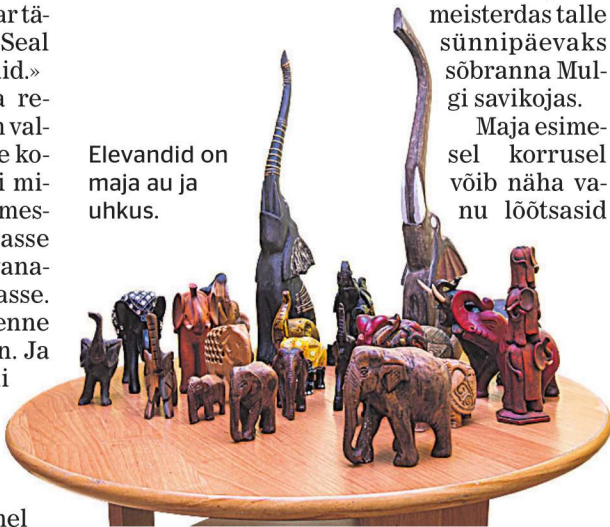 ar tä-
Seal
id.»
a re-
n val-
e ko-
i mi-
mes-
asse
ana-
asse.
enne
n. Ja
i
nel
Elevandid on
maja au ja
uhkus.
meisterdas talle
sünnipäevaks
sõbranna Mul-
gi savikojas.
Maja esime-
sel korrusel
võib näha va-
nu lõõtsasid